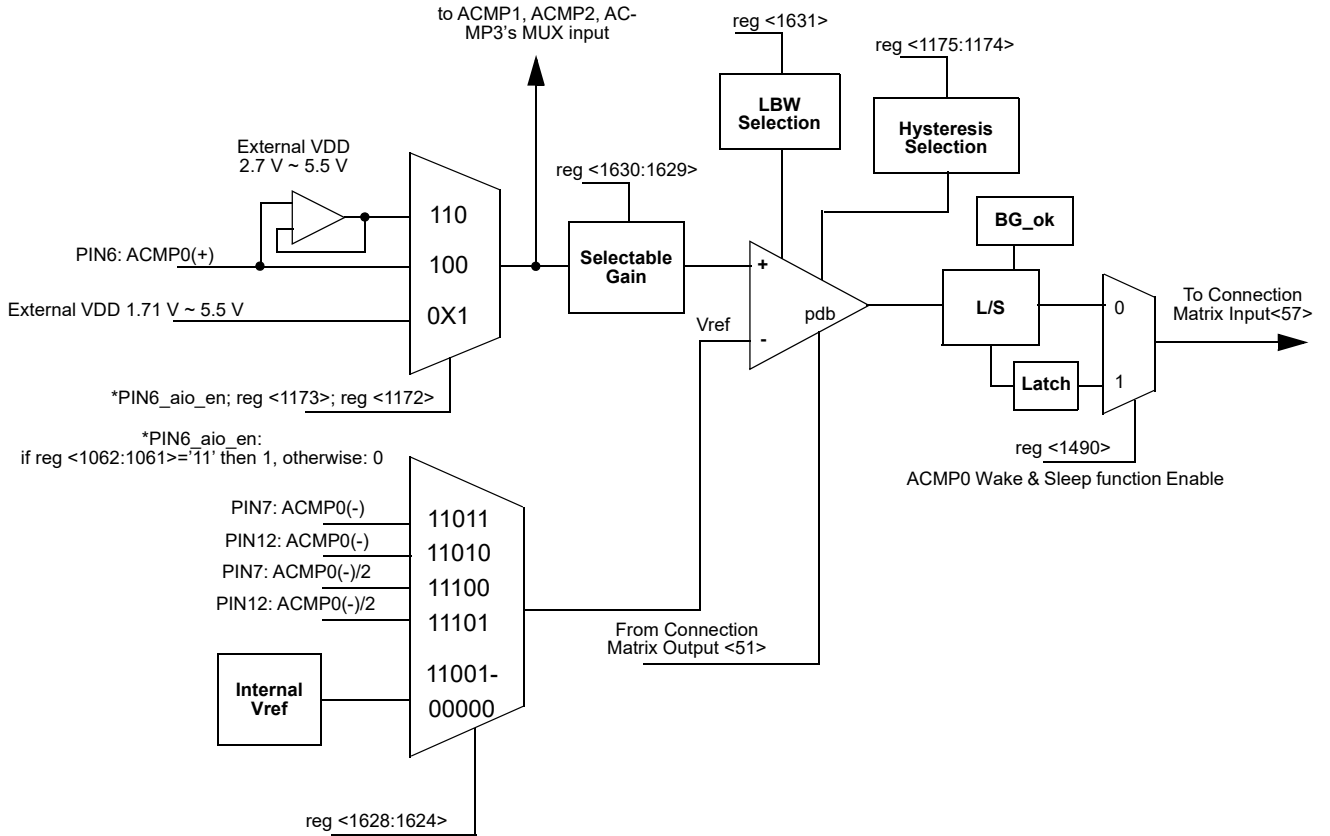 to ACMP1, ACMP2, AC-
MP3's MUX input
reg <1631>
reg <1175:1174>
LBW
Selection
Hysteresis
Selection
External VDD
2.7 V ~ 5.5 V
reg <1630:1629>
110
BG_ok
PIN6: ACMP0(+)
100
Selectable
Gain
+
External VDD 1.71 V ~ 5.5 V
0X1
Vref
pdb
-
L/S
0
To Connection
Matrix Input<57>
Latch
1
*PIN6_aio_en; reg <1173>; reg <1172>
*PIN6_aio_en:
if reg <1062:1061>='11' then 1, otherwise: 0
reg <1490>
ACMP0 Wake & Sleep function Enable
PIN7: ACMP0(-)
11011
PIN12: ACMP0(-)
11010
PIN7: ACMP0(-)/2
11100
PIN12: ACMP0(-)/2
11101
From Connection
Matrix Output <51>
Internal
Vref
11001-
00000
reg <1628:1624>